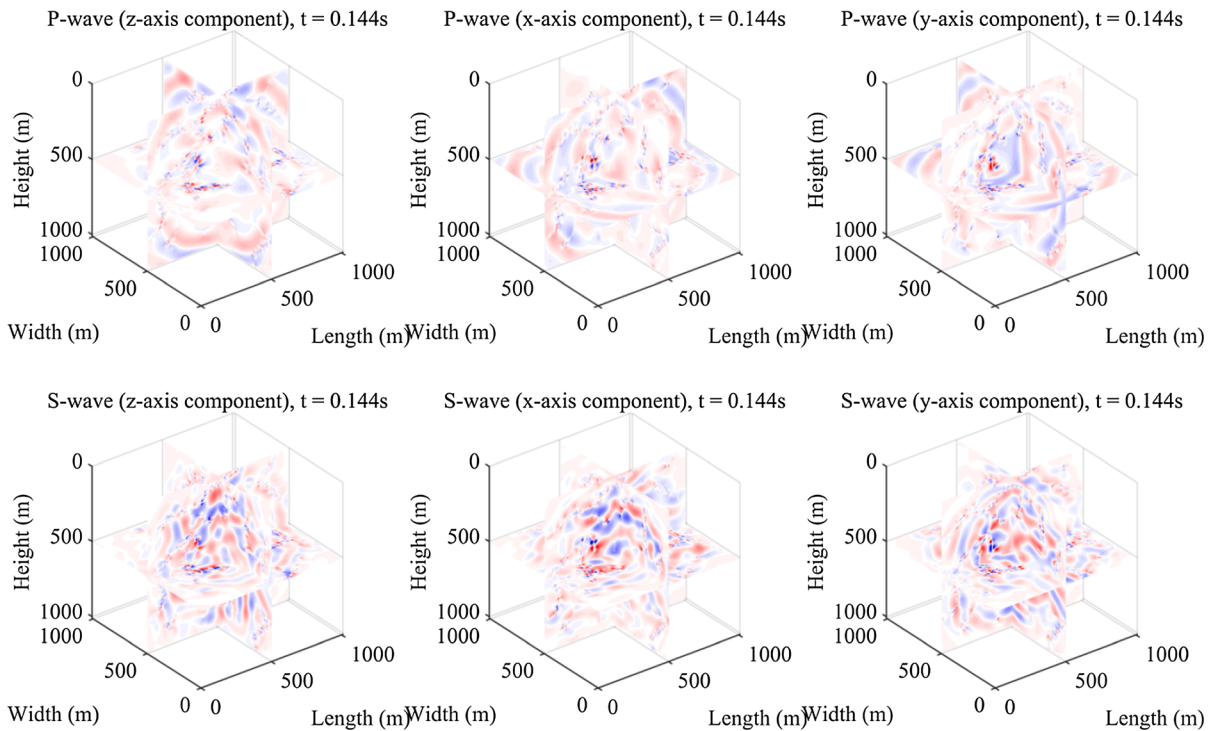 P-wave (z-axis component), t = 0.144s
P-wave (x-axis component), t = 0.144s
P-wave (y-axis component), t = 0.144s
0
500
1000
1000
500
0
0
500
1000
Height (m)
Width (m)
Length (m)
0
500
1000
1000
500
0
0
500
1000
Height (m)
Width (m)
Length (m)
0
500
1000
1000
500
0
0
500
1000
Height (m)
Width (m)
Length (m)
S-wave (z-axis component), t = 0.144s
S-wave (x-axis component), t = 0.144s
S-wave (y-axis component), t = 0.144s
0
500
1000
1000
500
0
0
500
1000
Height (m)
Width (m)
Length (m)
0
500
1000
1000
500
0
0
500
1000
Height (m)
Width (m)
Length (m)
0
500
1000
1000
500
0
0
500
1000
Height (m)
Width (m)
Length (m)